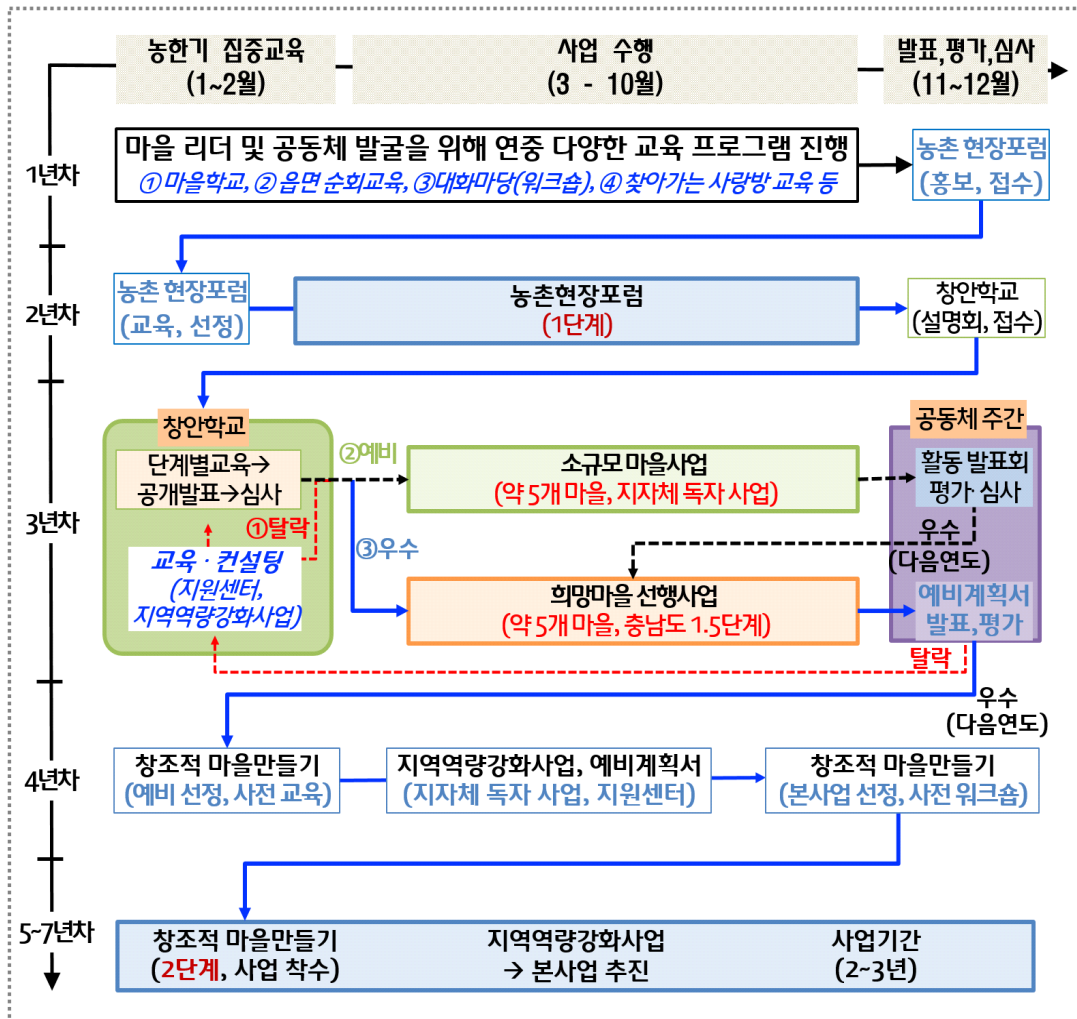 농한기 집중교육
(1~2월)
사업 수행
(3 - 10월)
발표,평가,심사
(11~12월)
1년차
마을 리더 및 공동체 발굴을 위해 연중 다양한 교육 프로그램 진행
① 마을학교, ② 읍면 순회교육, ③대화마당(워크숍), ④ 찾아가는 사랑방 교육 등
농촌 현장포럼
(홍보, 접수)
2년차
농촌 현장포럼
(교육, 선정)
농촌현장포럼
(1단계)
창안학교
(설명회, 접수)
3년차
창안학교
단계별교육→
공개발표→심사
①탈락
교육 · 컨설팅
(지원센터,
지역역량강화사업)
②예비
③우수
소규모 마을사업
(약 5개 마을, 지자체 독자 사업)
희망마을 선행사업
(약 5개 마을, 충남도 1.5단계)
공동체 주간
활동 발표회
평가·심사
우수
(다음연도)
예비계획서
발표,평가
탈락
우수
(다음연도)
4년차
창조적 마을만들기
(예비 선정, 사전 교육)
지역역량강화사업, 예비계획서
(지자체 독자 사업, 지원센터)
창조적 마을만들기
(본사업 선정, 사전 워크숍)
5~7년차
창조적 마을만들기
(2단계, 사업 착수)
지역역량강화사업
→ 본사업 추진
사업기간
(2~3년)